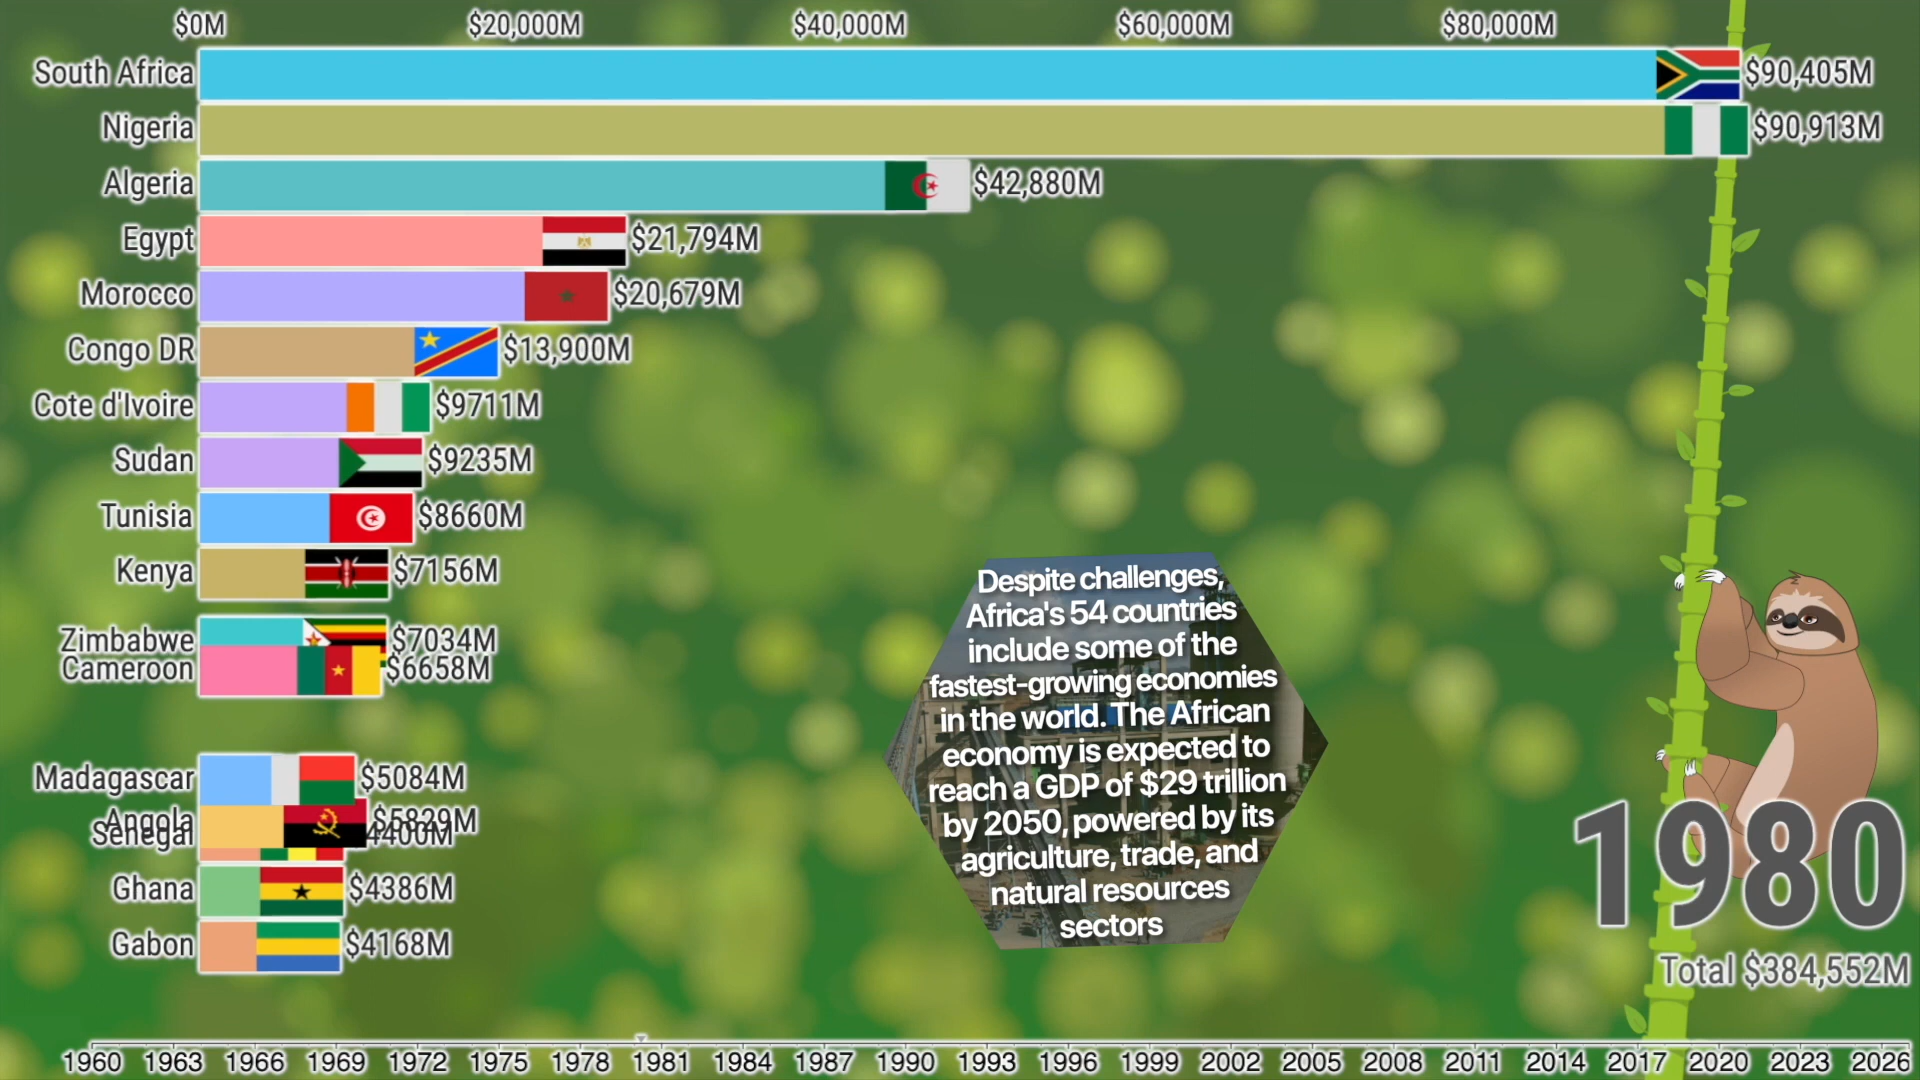 $0M $20,000M $40,000M $60,000M $80,000M
South Africa $90,405M
Nigeria $90,913M
Algeria $42,880M
Egypt $21,794M
Morocco $20,679M
Congo DR $13,900M
Cote d'Ivoire $9711M
Sudan $9235M
Tunisia $8660M
Kenya $7156M
Zimbabwe $7034M
Cameroon $6658M
Madagascar $5084M
Angola $5829M
Senegal 4400M
Ghana $4386M
Gabon $4168M
Despite challenges,
Africa's 54 countries
include some of the
fastest-growing economies
in the world. The African
economy is expected to
reach a GDP of $29 trillion
by 2050, powered by its
agriculture, trade, and
natural resources
sectors
1980
Total $384,552M
1960 1963 1966 1969 1972 1975 1978 1981 1984 1987 1990 1993 1996 1999 2002 2005 2008 2011 2014 2017 2020 2023 2026